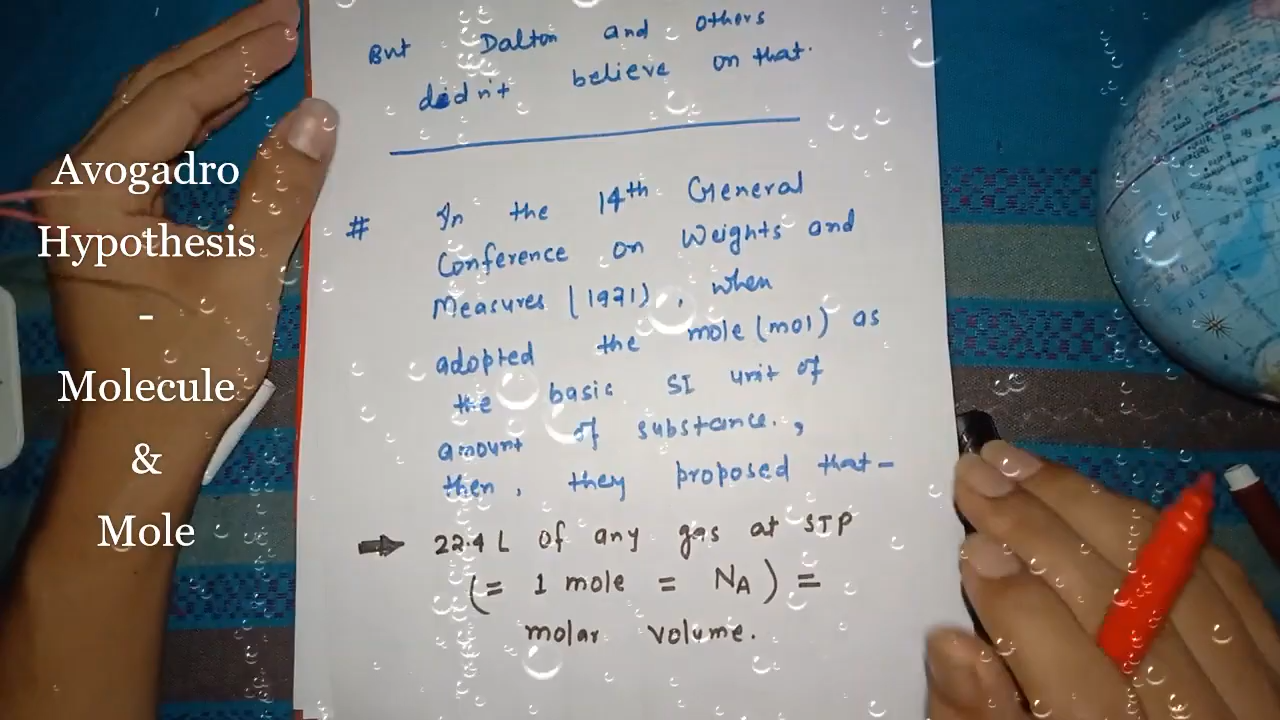 But Dalton and others
didn't believe on that.
# In the 14th General
Conference on Weights and
Measures (1971), when
adopted the mole (mol) as
the basic SI unit of
amount of substance.,
then, they proposed that-
22.4 L of any gas at STP
(= 1 mole = NA) =
molar volume.
Avogadro
Hypothesis
-
Molecule
&
Mole